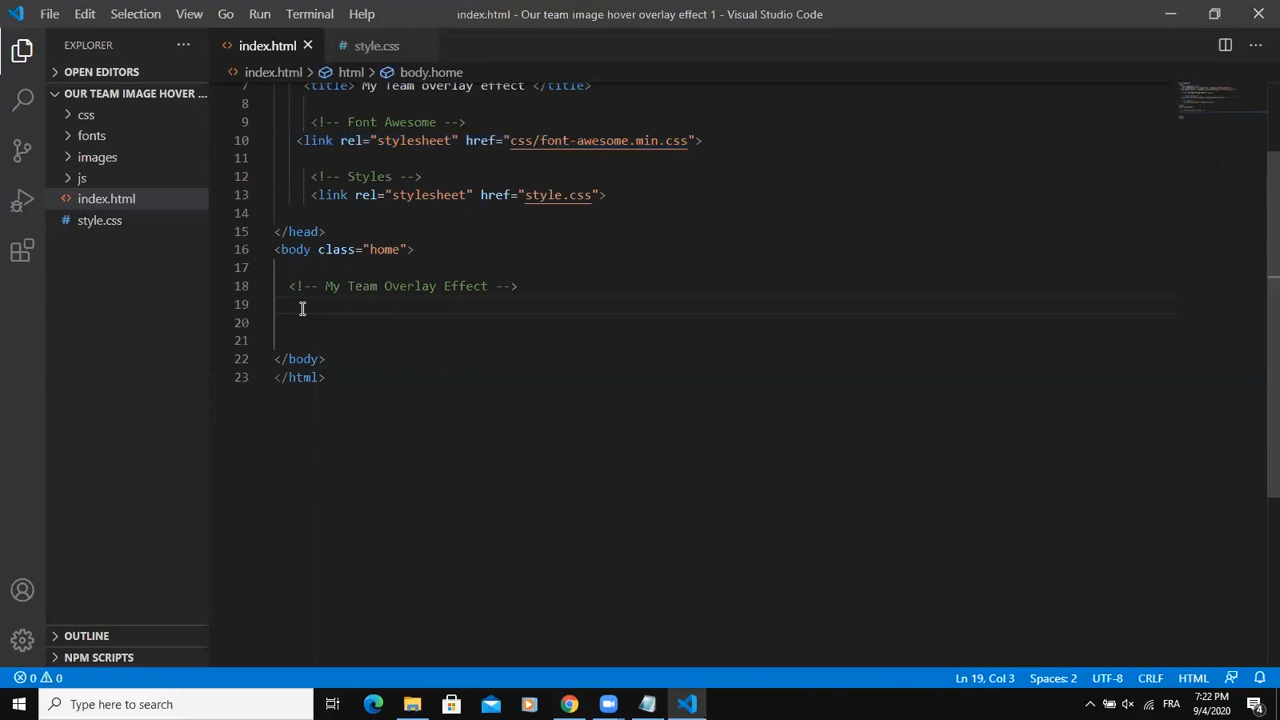 File Edit Selection View Go Run Terminal Help
index.html - Our team image hover overlay effect 1 - Visual Studio Code
EXPLORER
OPEN EDITORS
OUR TEAM IMAGE HOVER ...
css
fonts
images
js
index.html
style.css
OUTLINE
NPM SCRIPTS
index.html style.css
index.html > html > body.home
7 <title> My Team overlay effect </title>
8
9 <!-- Font Awesome -->
10 <link rel="stylesheet" href="css/font-awesome.min.css">
11
12 <!-- Styles -->
13 <link rel="stylesheet" href="style.css">
14
15 </head>
16 <body class="home">
17
18 <!-- My Team Overlay Effect -->
19
20
21
22 </body>
23 </html>
0 0 Ln 19, Col 3 Spaces: 2 UTF-8 CRLF HTML
Type here to search
FR
7:22 PM
9/4/2020
4